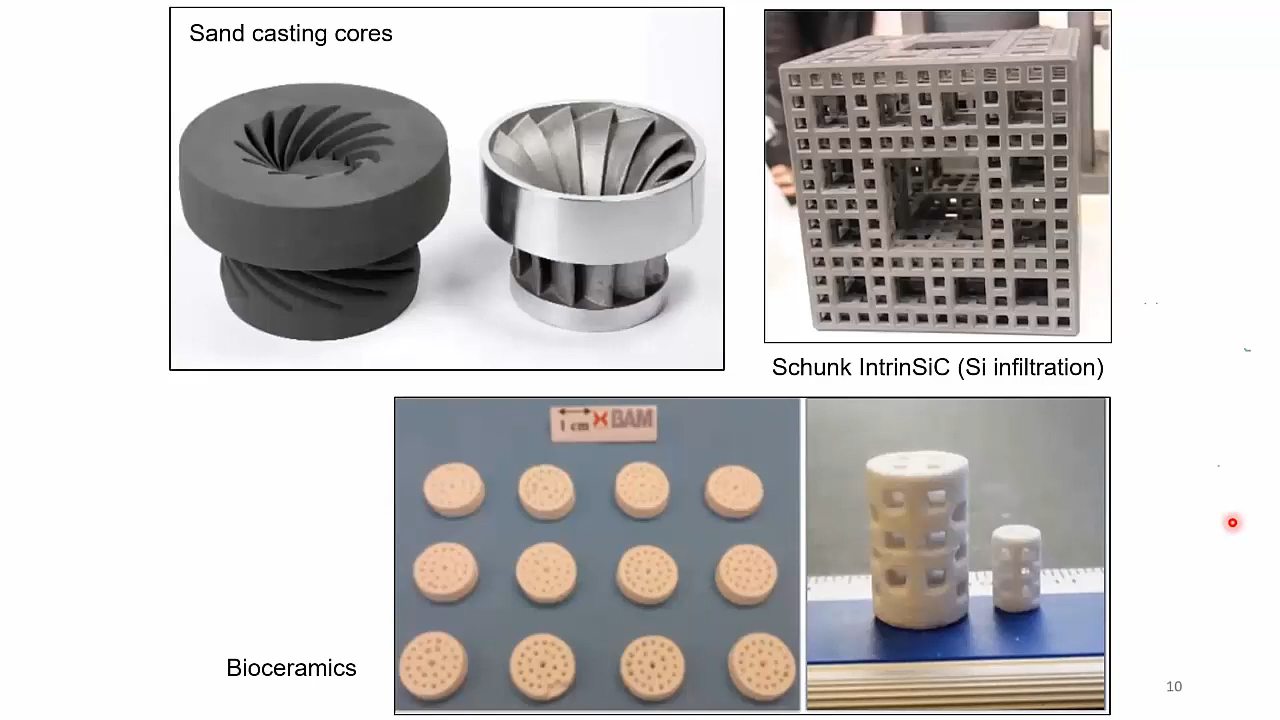 Sand casting cores
Schunk IntrinSiC (Si infiltration)
1 cm BAM
Bioceramics
10